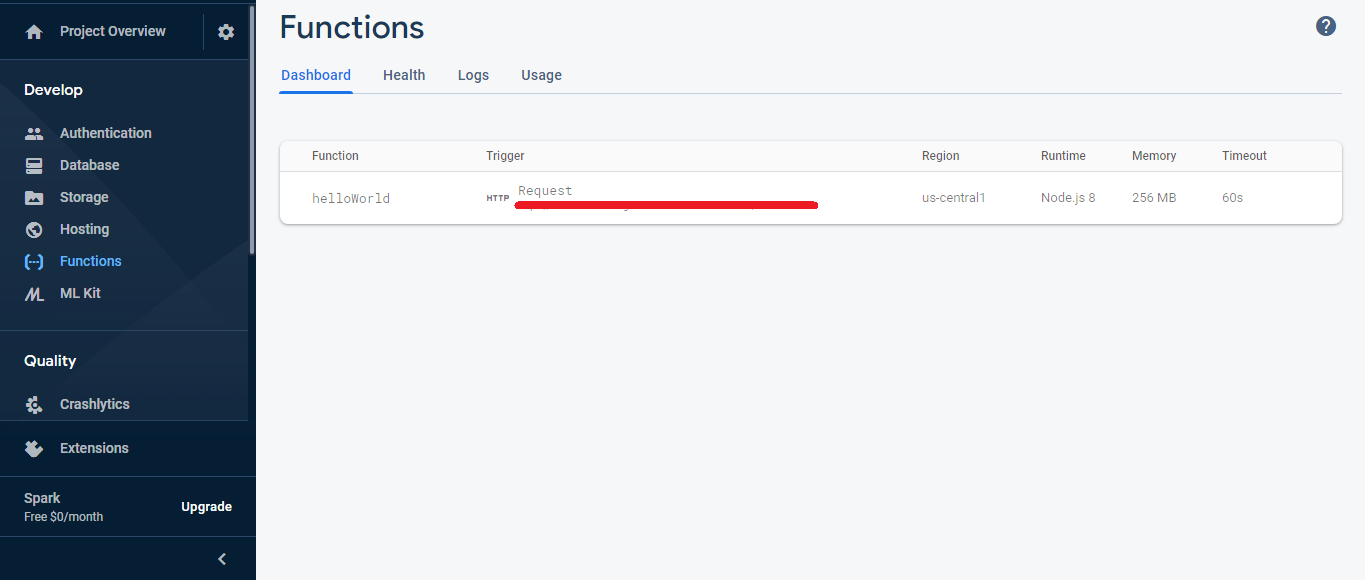 Project Overview
Develop
Authentication
Database
Storage
Hosting
Functions
ML Kit
Quality
Crashlytics
Extensions
Spark
Free $0/month
Upgrade
Functions
Dashboard Health Logs Usage
Function Trigger Region Runtime Memory Timeout
helloWorld HTTP Request us-central1 Node.js 8 256 MB 60s